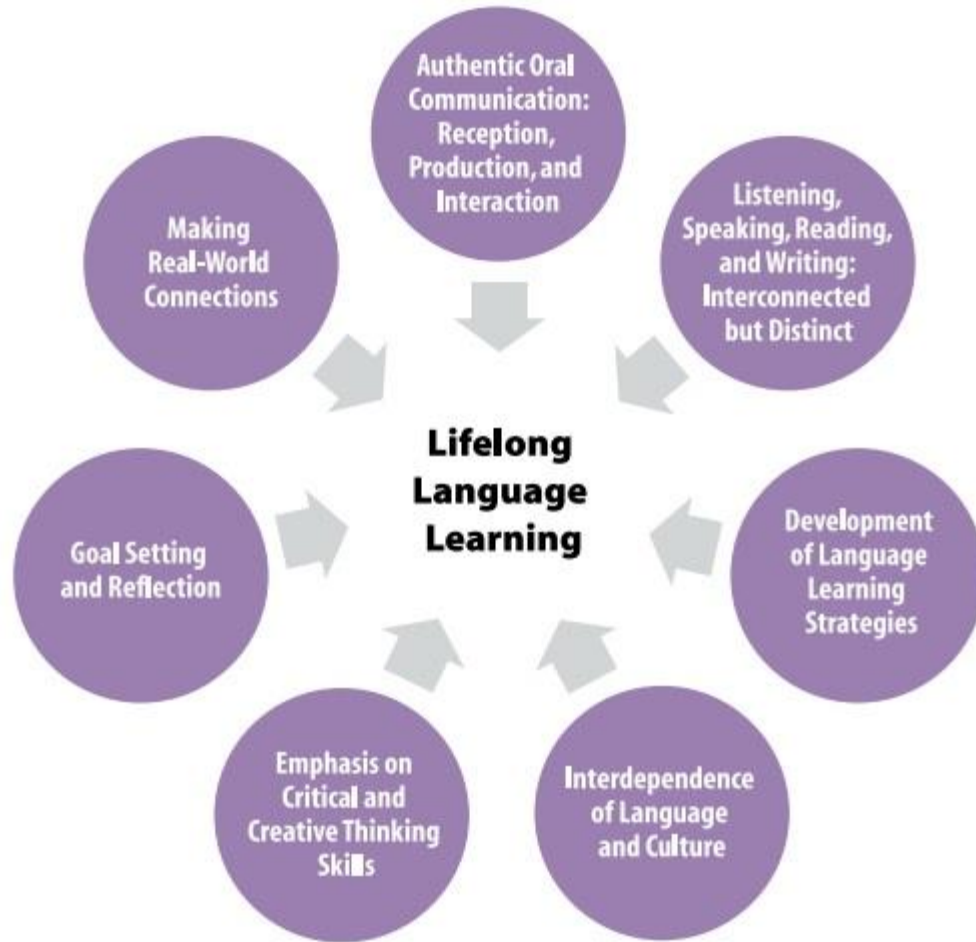 Authentic Oral
Communication:
Reception,
Production, and
Interaction
Listening,
Speaking, Reading,
and Writing:
Interconnected
but Distinct
Development
of Language
Learning
Strategies
Interdependence
of Language
and Culture
Emphasis on
Critical and
Creative Thinking
Skills
Goal Setting
and Reflection
Making
Real-World
Connections
Lifelong
Language
Learning